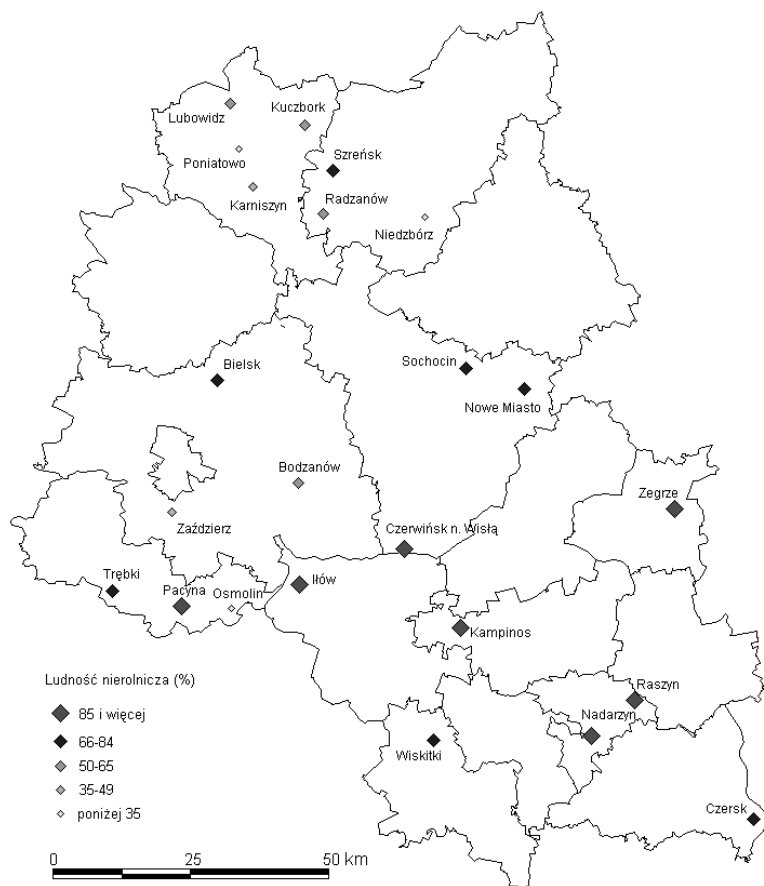 Lubowidz
Kuczbork
Poniatowo
Szreńsk
Karniszyn
Radzanów
Niedzbórz
Bielsk
Sochocin
Nowe Miasto
Bodzanów
Zegrze
Zaździerz
Czerwińsk n. Wisłą
Trębki
Pacyna
Osmolin
Iłów
Kampinos
Raszyn
Nadarzyn
Wiskitki
Czersk
Ludność nierolnicza (%)
85 i więcej
66-84
50-65
35-49
poniżej 35
0 25 50 km